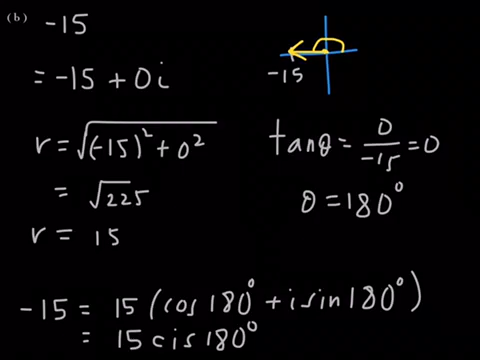 (b) -15
= -15 + 0i
-15
r = √((-15)² + 0²)
= √225
r = 15
tanθ = 0/-15 = 0
θ = 180°
-15 = 15 (cos 180° + i sin 180°)
= 15 cis 180°